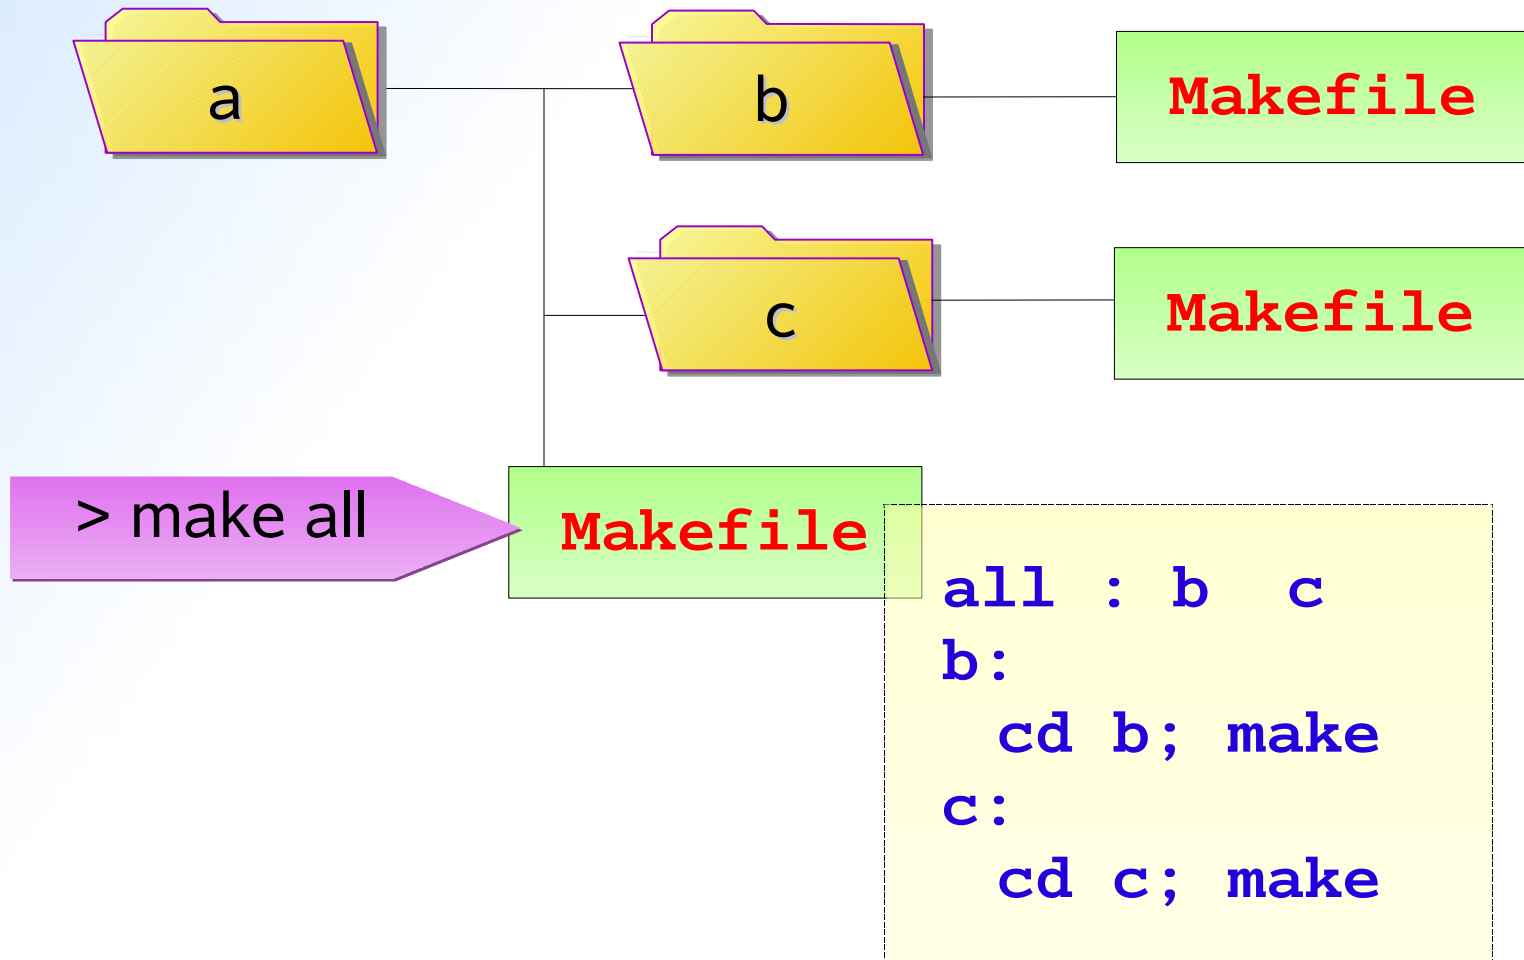 a
b
Makefile
c
Makefile
> make all
Makefile
all : b  c
b:
  cd b; make
c:
  cd c; make